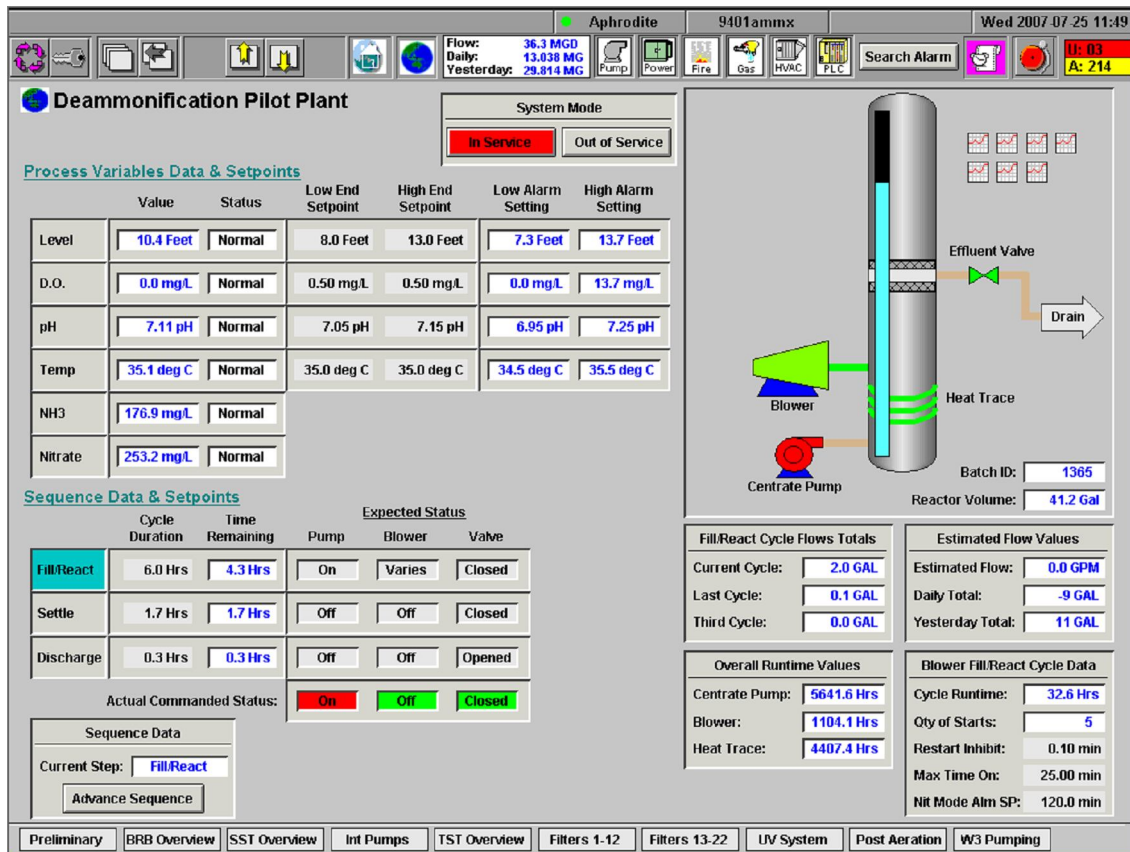 Aphrodite 9401ammx Wed 2007-07-25 11:49
Flow: 36.3 MGD
Daily: 13.038 MG
Yesterday: 29.814 MG
Pump Power Fire Gas HVAC PLC Search Alarm
U: 03
A: 214
Deammonification Pilot Plant
System Mode
In Service Out of Service
Process Variables Data & Setpoints
Value Status Low End Setpoint High End Setpoint Low Alarm Setting High Alarm Setting
Level 10.4 Feet Normal 8.0 Feet 13.0 Feet 7.3 Feet 13.7 Feet
D.O. 0.0 mg/L Normal 0.50 mg/L 0.50 mg/L 0.0 mg/L 13.7 mg/L
pH 7.11 pH Normal 7.05 pH 7.15 pH 6.95 pH 7.25 pH
Temp 35.1 deg C Normal 35.0 deg C 35.0 deg C 34.5 deg C 35.5 deg C
NH3 176.9 mg/L Normal
Nitrate 253.2 mg/L Normal
Effluent Valve
Drain
Blower
Heat Trace
Centrate Pump
Batch ID: 1365
Reactor Volume: 41.2 Gal
Sequence Data & Setpoints
Expected Status
Cycle Duration Time Remaining Pump Blower Valve
Fill/React 6.0 Hrs 4.3 Hrs On Varies Closed
Settle 1.7 Hrs 1.7 Hrs Off Off Closed
Discharge 0.3 Hrs 0.3 Hrs Off Off Opened
Actual Commanded Status: On Off Closed
Sequence Data
Current Step: Fill/React
Advance Sequence
Fill/React Cycle Flows Totals
Current Cycle: 2.0 GAL
Last Cycle: 0.1 GAL
Third Cycle: 0.0 GAL
Estimated Flow Values
Estimated Flow: 0.0 GPM
Daily Total: -9 GAL
Yesterday Total: 11 GAL
Overall Runtime Values
Centrate Pump: 5641.6 Hrs
Blower: 1104.1 Hrs
Heat Trace: 4407.4 Hrs
Blower Fill/React Cycle Data
Cycle Runtime: 32.6 Hrs
Qty of Starts: 5
Restart Inhibit: 0.10 min
Max Time On: 25.00 min
Nit Mode Alm SP: 120.0 min
Preliminary BRB Overview SST Overview Int Pumps TST Overview Filters 1-12 Filters 13-22 UV System Post Aeration W3 Pumping